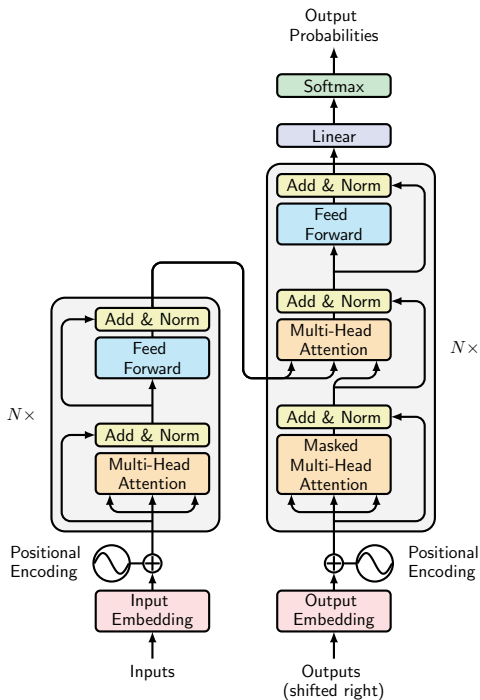 Output
Probabilities
Softmax
Linear
Add & Norm
Feed
Forward
Add & Norm
Multi-Head
Attention
N×
Add & Norm
Masked
Multi-Head
Attention
Add & Norm
Feed
Forward
N×
Add & Norm
Multi-Head
Attention
Positional
Encoding
Positional
Encoding
Input
Embedding
Output
Embedding
Inputs
Outputs
(shifted right)